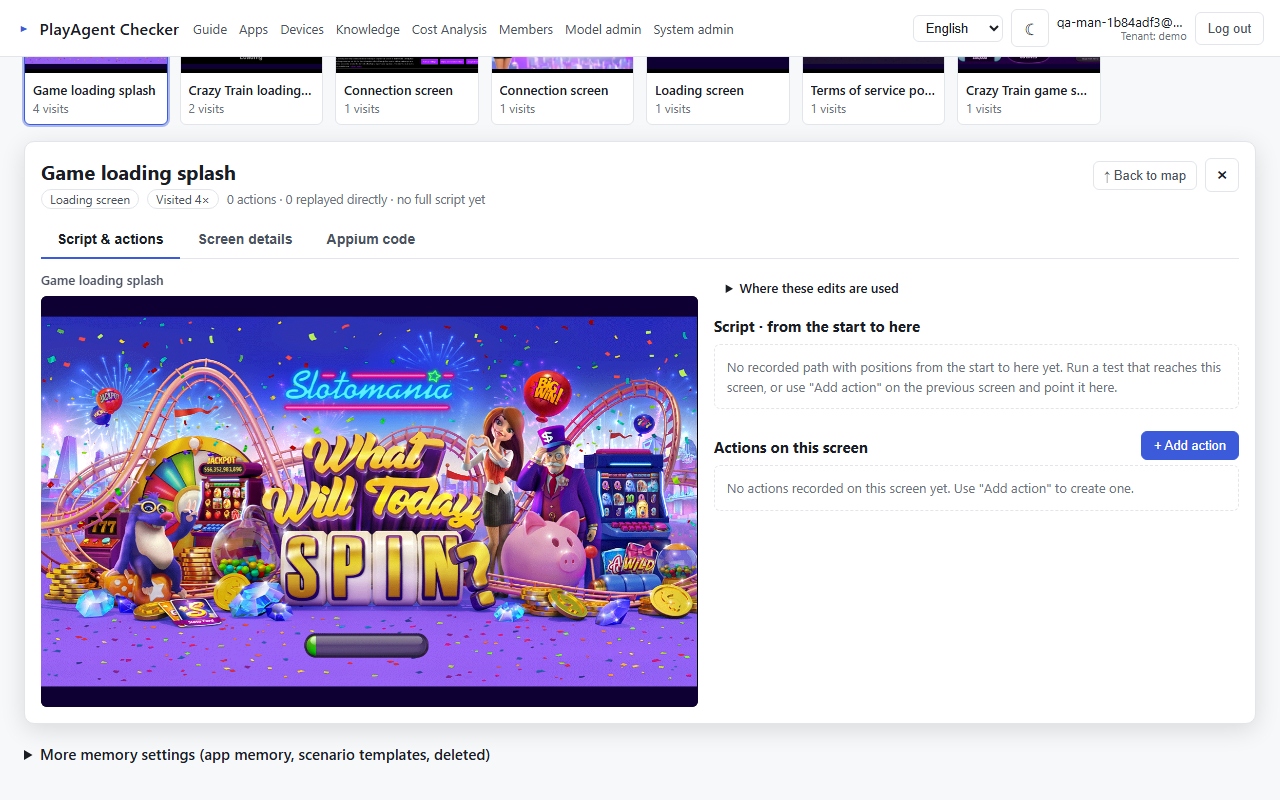 PlayAgent Checker
Guide
Apps
Devices
Knowledge
Cost Analysis
Members
Model admin
System admin
English
qa-man-1b84adf3@...
Tenant: demo
Log out
Game loading splash
4 visits
Crazy Train loading...
2 visits
Connection screen
1 visits
Connection screen
1 visits
Loading screen
1 visits
Terms of service po...
1 visits
Crazy Train game s...
1 visits
Game loading splash
↑ Back to map
Loading screen
Visited 4×
0 actions · 0 replayed directly · no full script yet
Script & actions
Screen details
Appium code
Game loading splash
Slotomania
BIG WIN!
JACKPOT
JACKPOT
What
Will Today
SPIN?
777
WILD
Where these edits are used
Script · from the start to here
No recorded path with positions from the start to here yet. Run a test that reaches this
screen, or use "Add action" on the previous screen and point it here.
Actions on this screen
+ Add action
No actions recorded on this screen yet. Use "Add action" to create one.
More memory settings (app memory, scenario templates, deleted)